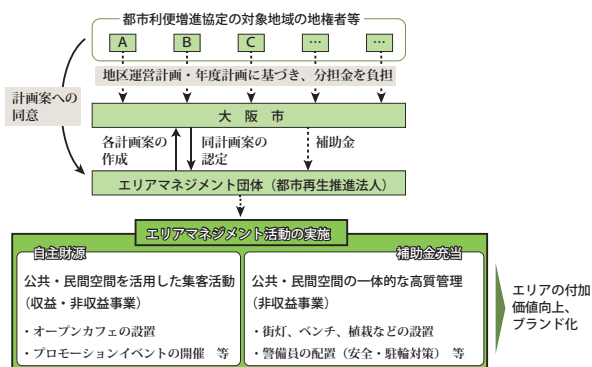 都市利便増進協定の対象地域の地権者等
A B C … …
地区運営計画・年度計画に基づき、分担金を負担
計画案への
同意
大 阪 市
各計画案の
作成
同計画案の
認定
補助金
エリアマネジメント団体（都市再生推進法人）
エリアマネジメント活動の実施
自主財源
公共・民間空間を活用した集客活動
（収益・非収益事業）
・オープンカフェの設置
・プロモーションイベントの開催　等
補助金充当
公共・民間空間の一体的な高質管理
（非収益事業）
・街灯、ベンチ、植栽などの設置
・警備員の配置（安全・駐輪対策）　等
エリアの付加
価値向上、
ブランド化